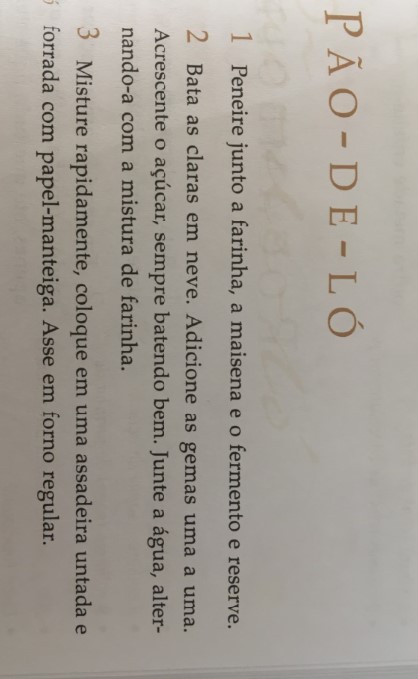 PÃO-DE-LÓ
1 Peneire junto a farinha, a maisena e o fermento e reserve.
2 Bata as claras em neve. Adicione as gemas uma a uma.
Acrescente o açúcar, sempre batendo bem. Junte a água, alter-
nando-a com a mistura de farinha.
3 Misture rapidamente, coloque em uma assadeira untada e
forrada com papel-manteiga. Asse em forno regular.